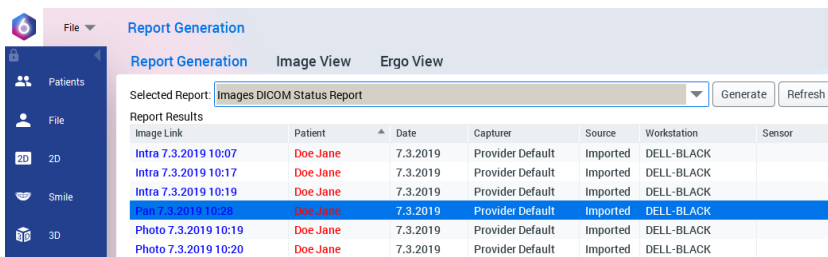 6 File Report Generation
Report Generation Image View Ergo View
Patients
Selected Report: Images DICOM Status Report Generate Refresh
Report Results
File
Image Link Patient Date Capturer Source Workstation Sensor
Intra 7.3.2019 10:07 Doe Jane 7.3.2019 Provider Default Imported DELL-BLACK
2D 2D
Intra 7.3.2019 10:17 Doe Jane 7.3.2019 Provider Default Imported DELL-BLACK
Smile
Intra 7.3.2019 10:19 Doe Jane 7.3.2019 Provider Default Imported DELL-BLACK
Pan 7.3.2019 10:28 Doe Jane 7.3.2019 Provider Default Imported DELL-BLACK
3D 3D
Photo 7.3.2019 10:19 Doe Jane 7.3.2019 Provider Default Imported DELL-BLACK
Photo 7.3.2019 10:20 Doe Jane 7.3.2019 Provider Default Imported DELL-BLACK